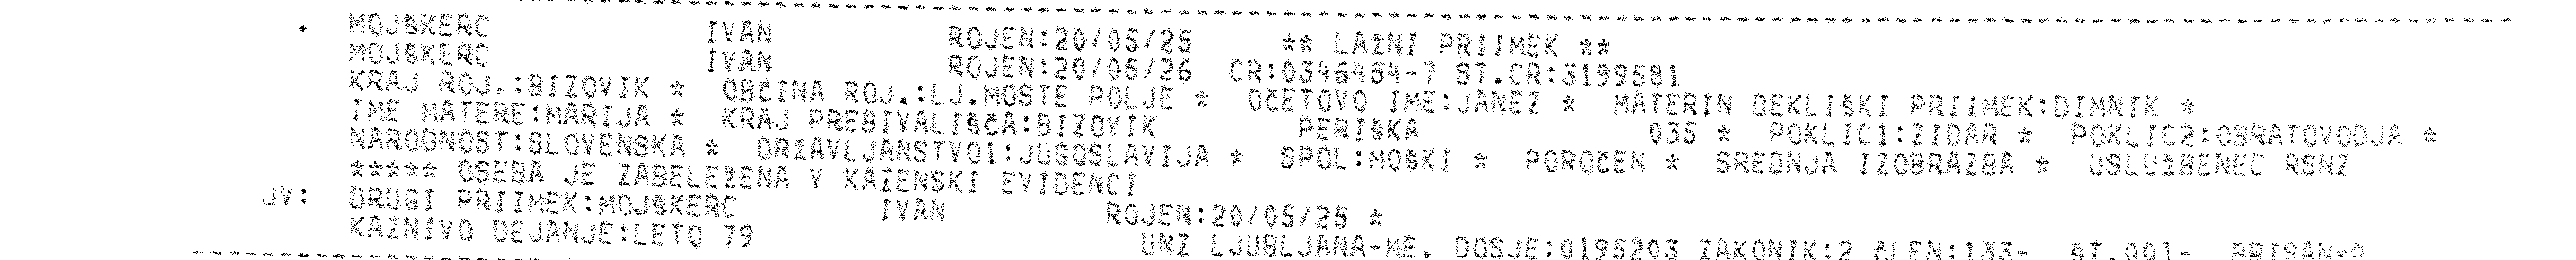 . MOJŠKERC IVAN ROJEN:20/05/25 ** LAŽNI PRIIMEK **
MOJŠKERC IVAN ROJEN:20/05/26 CR:0346454-7 ST.CR:3199581
KRAJ ROJ.:BIZOVIK * OBČINA ROJ.:LJ.MOSTE POLJE * OČETOVO IME:JANEZ * MATERIN DEKLIŠKI PRIIMEK:DIMNIK *
IME MATERE:MARIJA * KRAJ PREBIVALIŠČA:BIZOVIK PERIŠKA 035 * POKLIC1:ZIDAR * POKLIC2:OBRATOVODJA *
NARODNOST:SLOVENSKA * DRŽAVLJANSTVO1:JUGOSLAVIJA * SPOL:MOŠKI * POROČEN * SREDNJA IZOBRAZBA * USLUŽBENEC RSNZ
***** OSEBA JE ZABELEŽENA V KAZENSKI EVIDENCI
JV: DRUGI PRIIMEK:MOJŠKERC IVAN ROJEN:20/05/25 *
KAZNIVO DEJANJE:LETO 79 UNZ LJUBLJANA-ME. DOSJE:0195203 ZAKONIK:2 ČLEN:133- ŠT.001- BRISAN=0